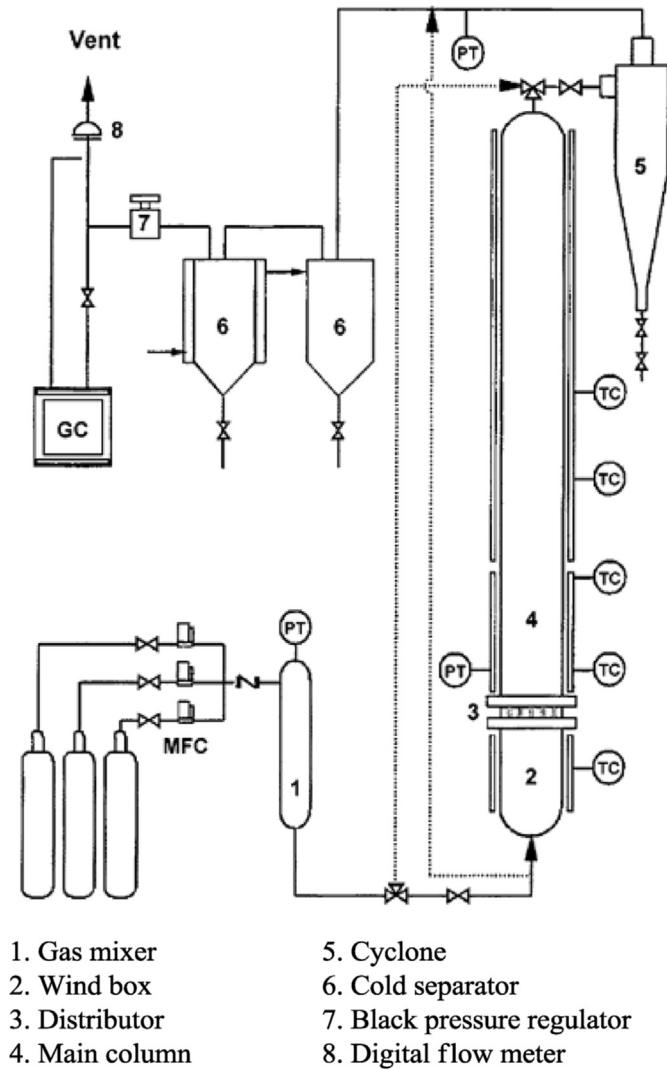 Vent
PT
8
5
7
6
6
TC
GC
TC
TC
PT
4
PT
TC
3
MFC
TC
1
2
1. Gas mixer
2. Wind box
3. Distributor
4. Main column
5. Cyclone
6. Cold separator
7. Black pressure regulator
8. Digital flow meter